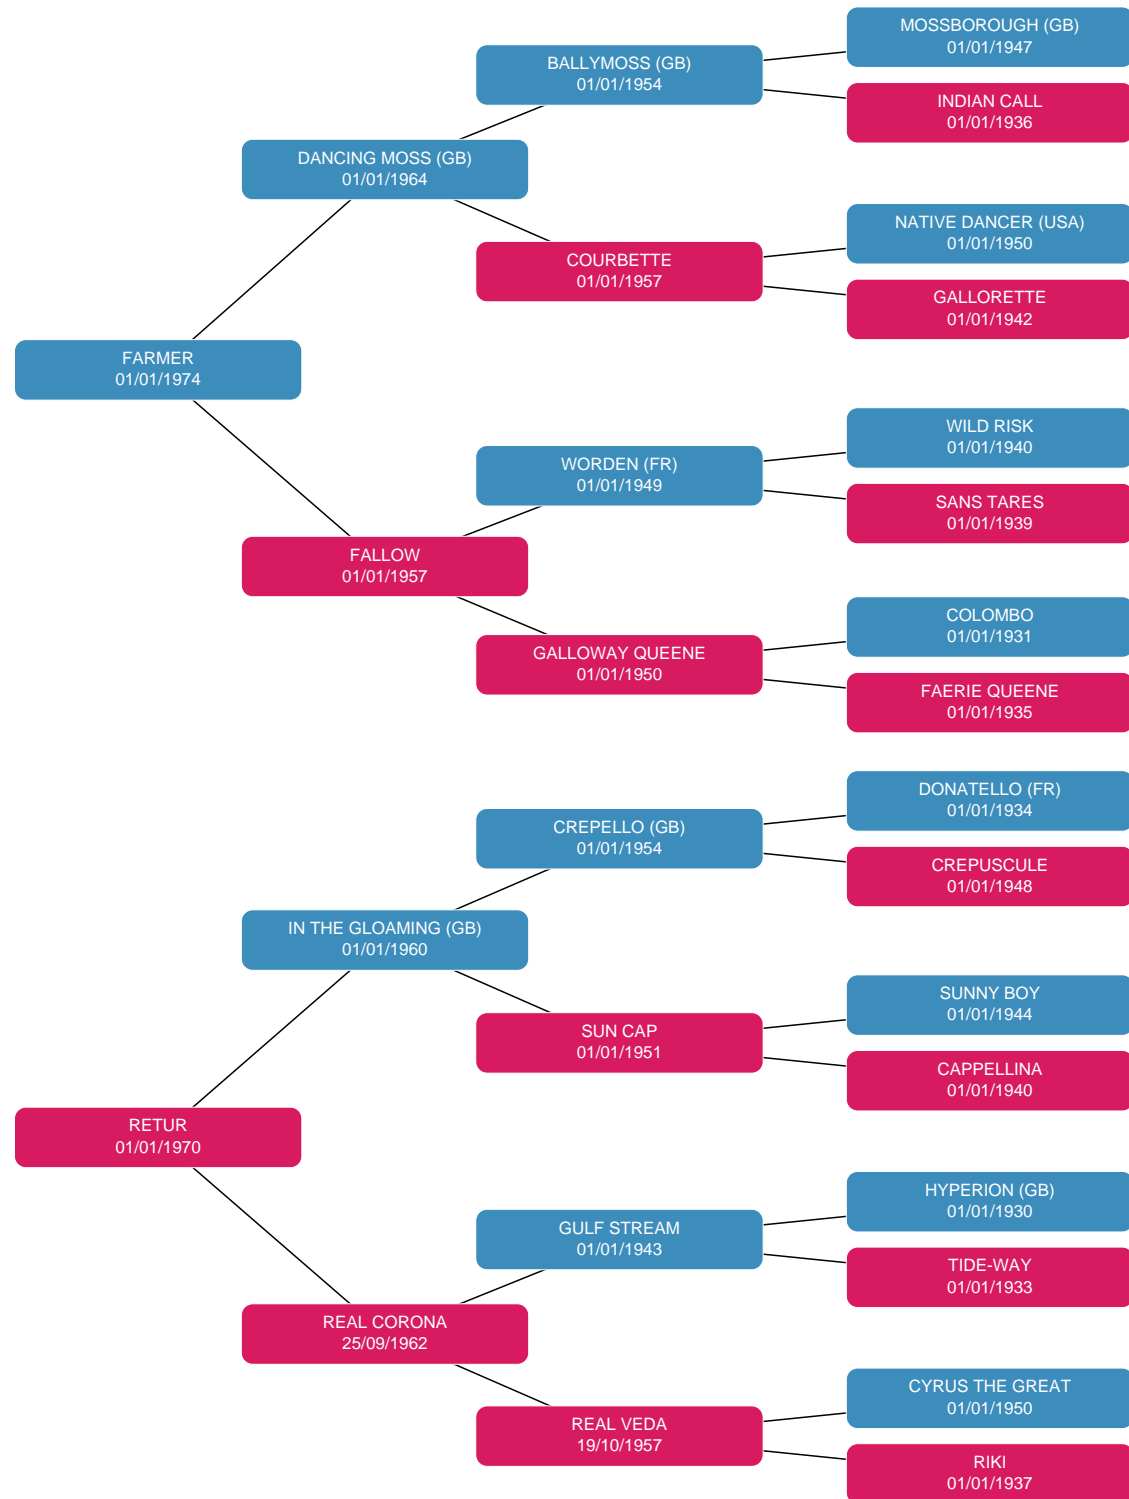 MOSSBOROUGH (GB)
01/01/1947
BALLYMOSS (GB)
01/01/1954
INDIAN CALL
01/01/1936
DANCING MOSS (GB)
01/01/1964
NATIVE DANCER (USA)
01/01/1950
COURBETTE
01/01/1957
GALLORETTE
01/01/1942
FARMER
01/01/1974
WILD RISK
01/01/1940
WORDEN (FR)
01/01/1949
SANS TARES
01/01/1939
FALLOW
01/01/1957
COLOMBO
01/01/1931
GALLOWAY QUEENE
01/01/1950
FAERIE QUEENE
01/01/1935
DONATELLO (FR)
01/01/1934
CREPELLO (GB)
01/01/1954
CREPUSCULE
01/01/1948
IN THE GLOAMING (GB)
01/01/1960
SUNNY BOY
01/01/1944
SUN CAP
01/01/1951
CAPPELLINA
01/01/1940
RETUR
01/01/1970
HYPERION (GB)
01/01/1930
GULF STREAM
01/01/1943
TIDE-WAY
01/01/1933
REAL CORONA
25/09/1962
CYRUS THE GREAT
01/01/1950
REAL VEDA
19/10/1957
RIKI
01/01/1937